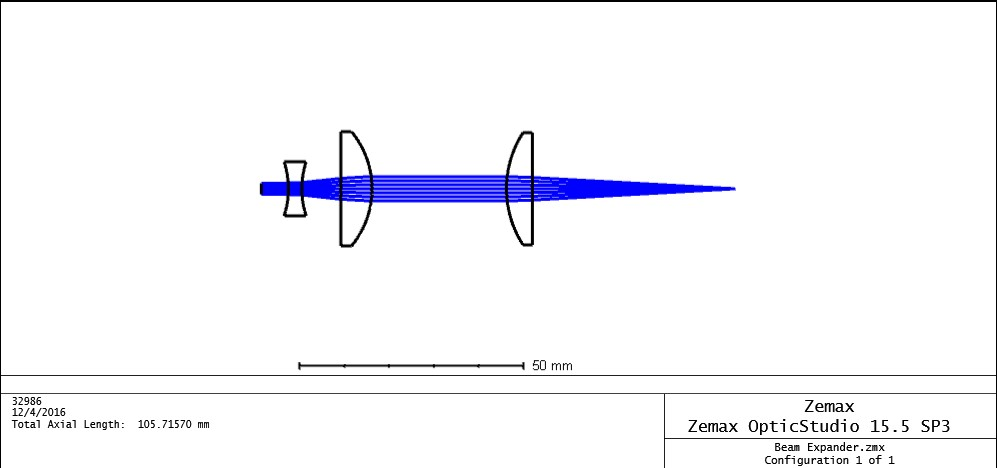 50 mm
32986
12/4/2016
Total Axial Length:  105.71570 mm
Zemax
Zemax OpticStudio 15.5 SP3
Beam Expander.zmx
Configuration 1 of 1